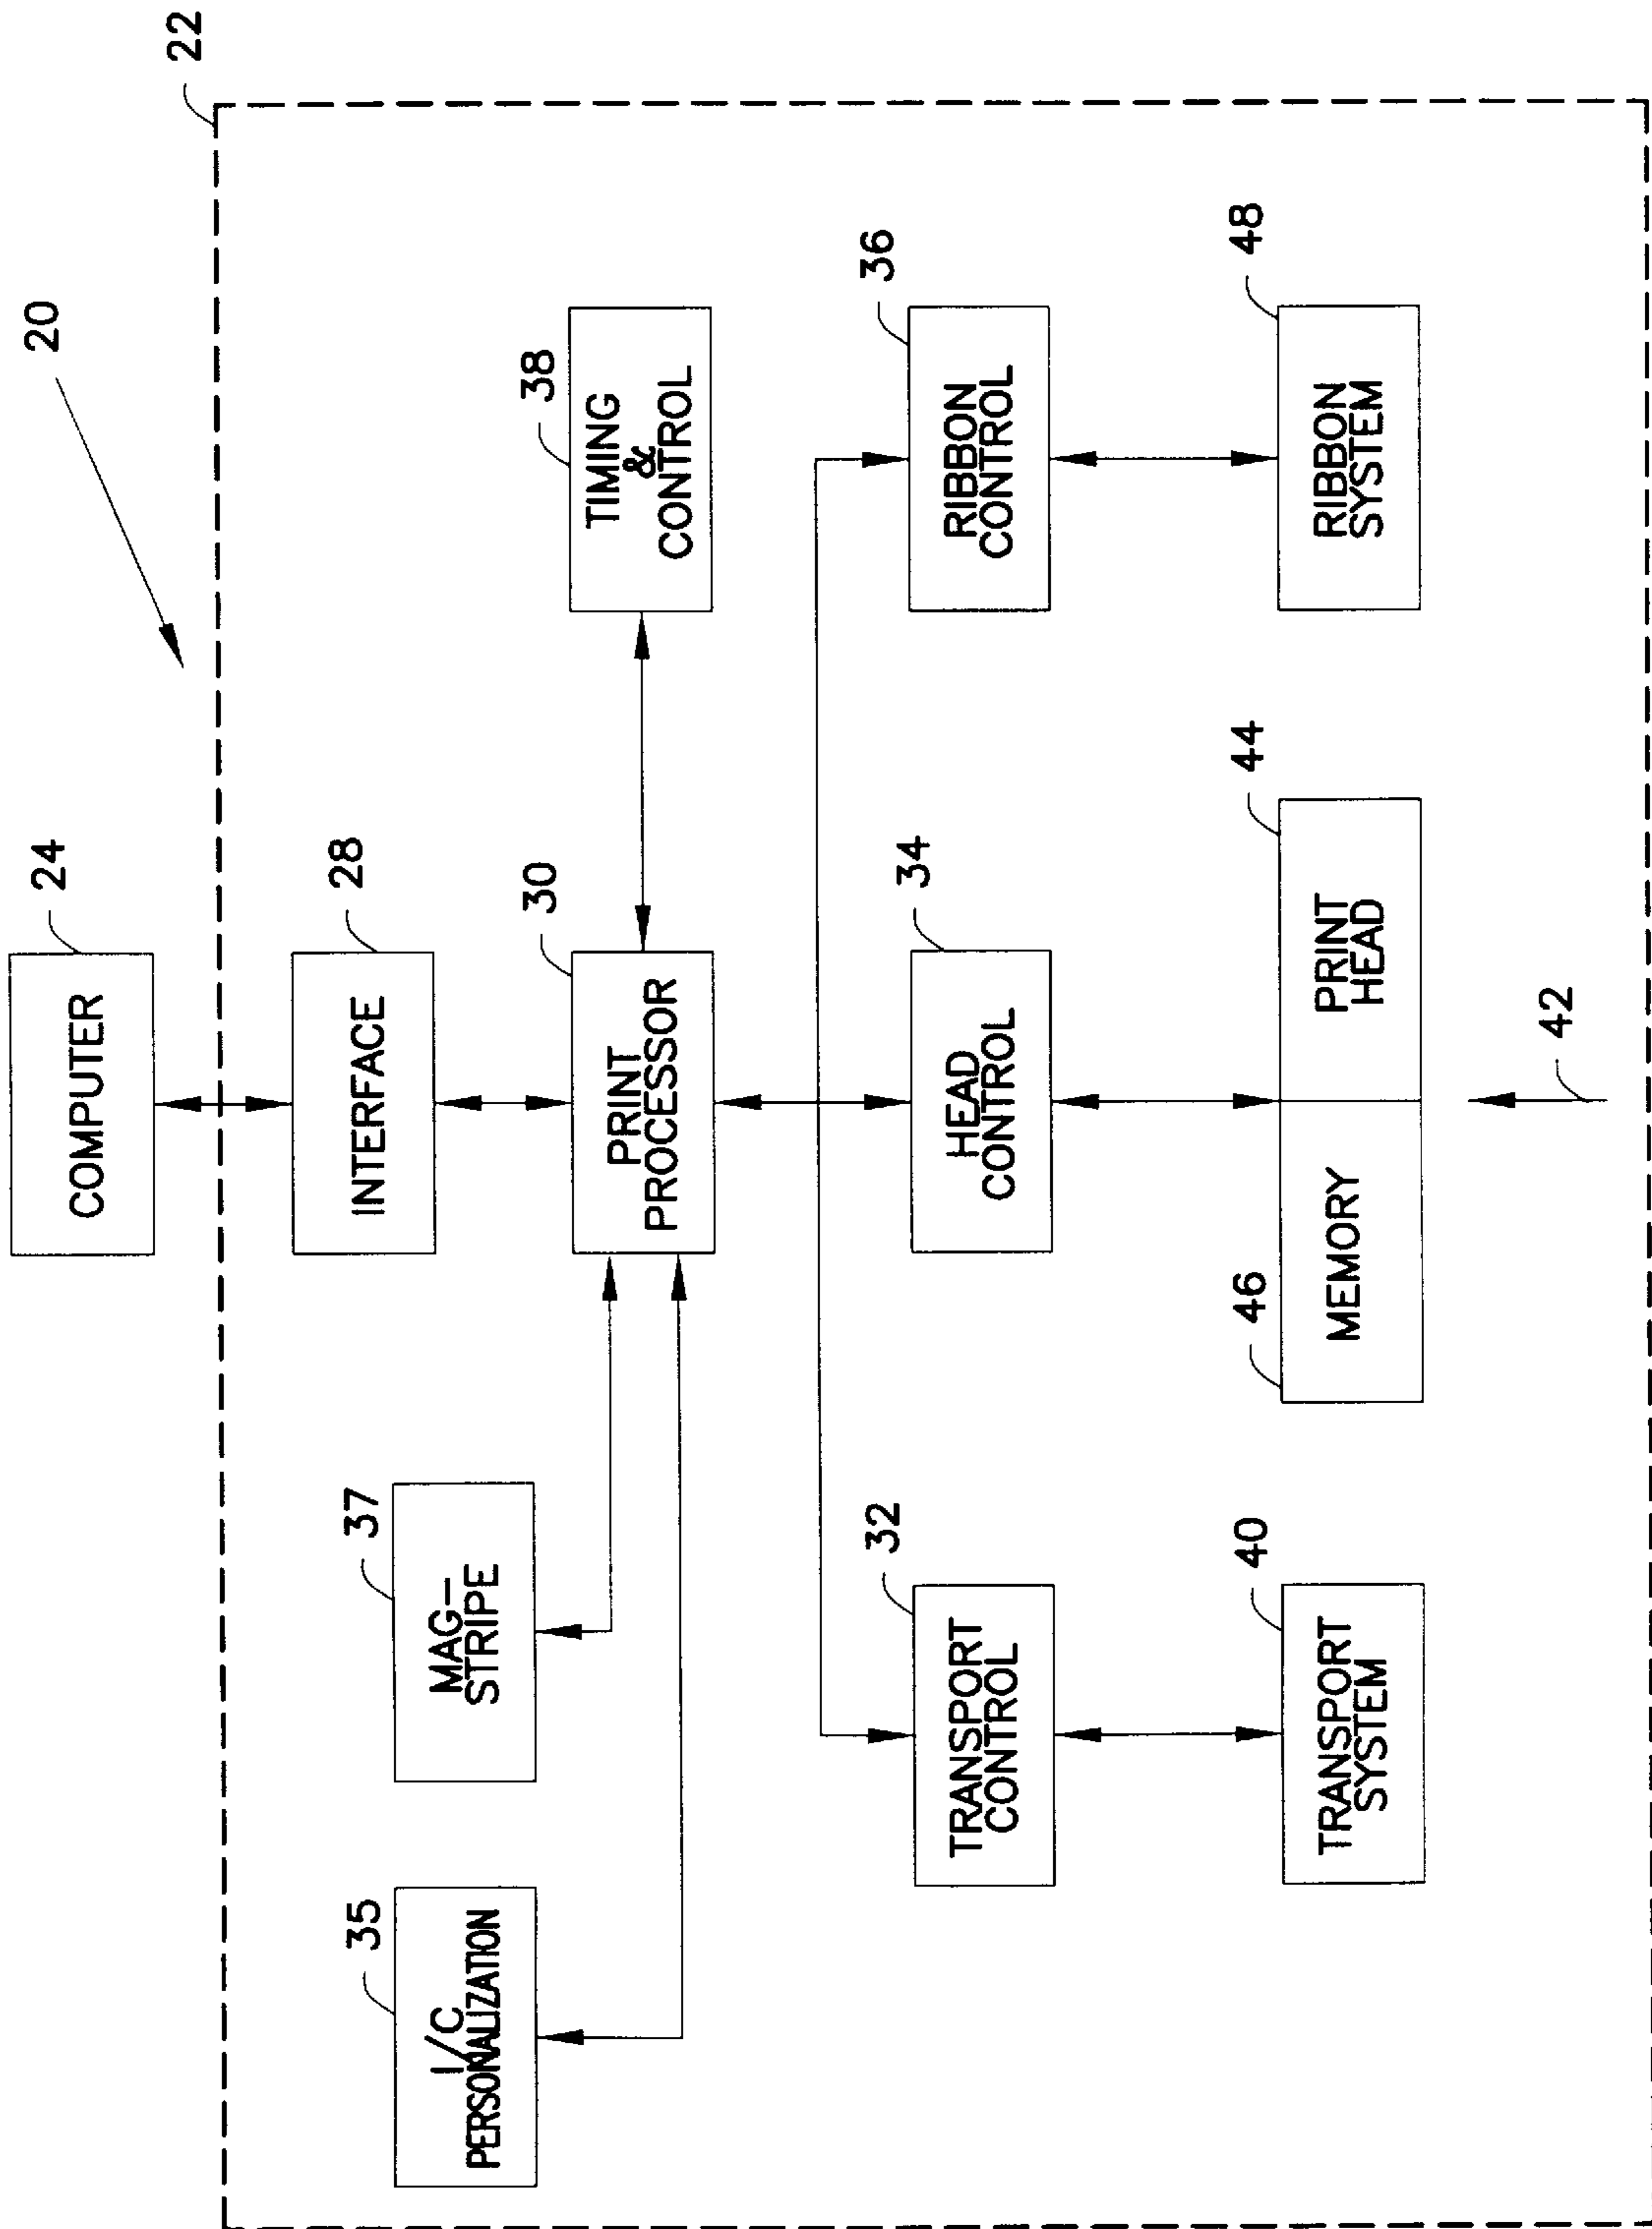 20
22
24
COMPUTER
28
INTERFACE
35
I/C
PERSONALIZATION
37
MAG-
STRIPE
30
PRINT
PROCESSOR
38
TIMING
&
CONTROL
32
TRANSPORT
CONTROL
34
HEAD
CONTROL
36
RIBBON
CONTROL
40
TRANSPORT
SYSTEM
46
MEMORY
44
PRINT
HEAD
48
RIBBON
SYSTEM
42